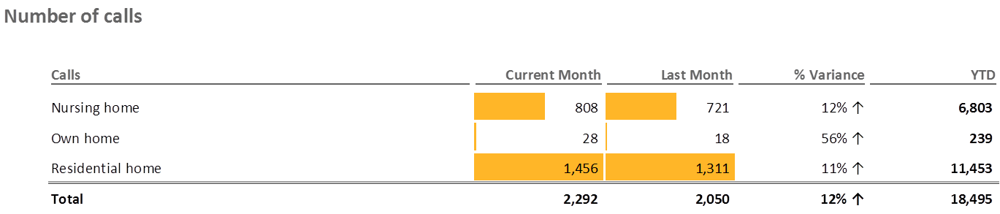 Number of calls
Calls Current Month Last Month % Variance YTD
Nursing home 808 721 12% ↑ 6,803
Own home 28 18 56% ↑ 239
Residential home 1,456 1,311 11% ↑ 11,453
Total 2,292 2,050 12% ↑ 18,495